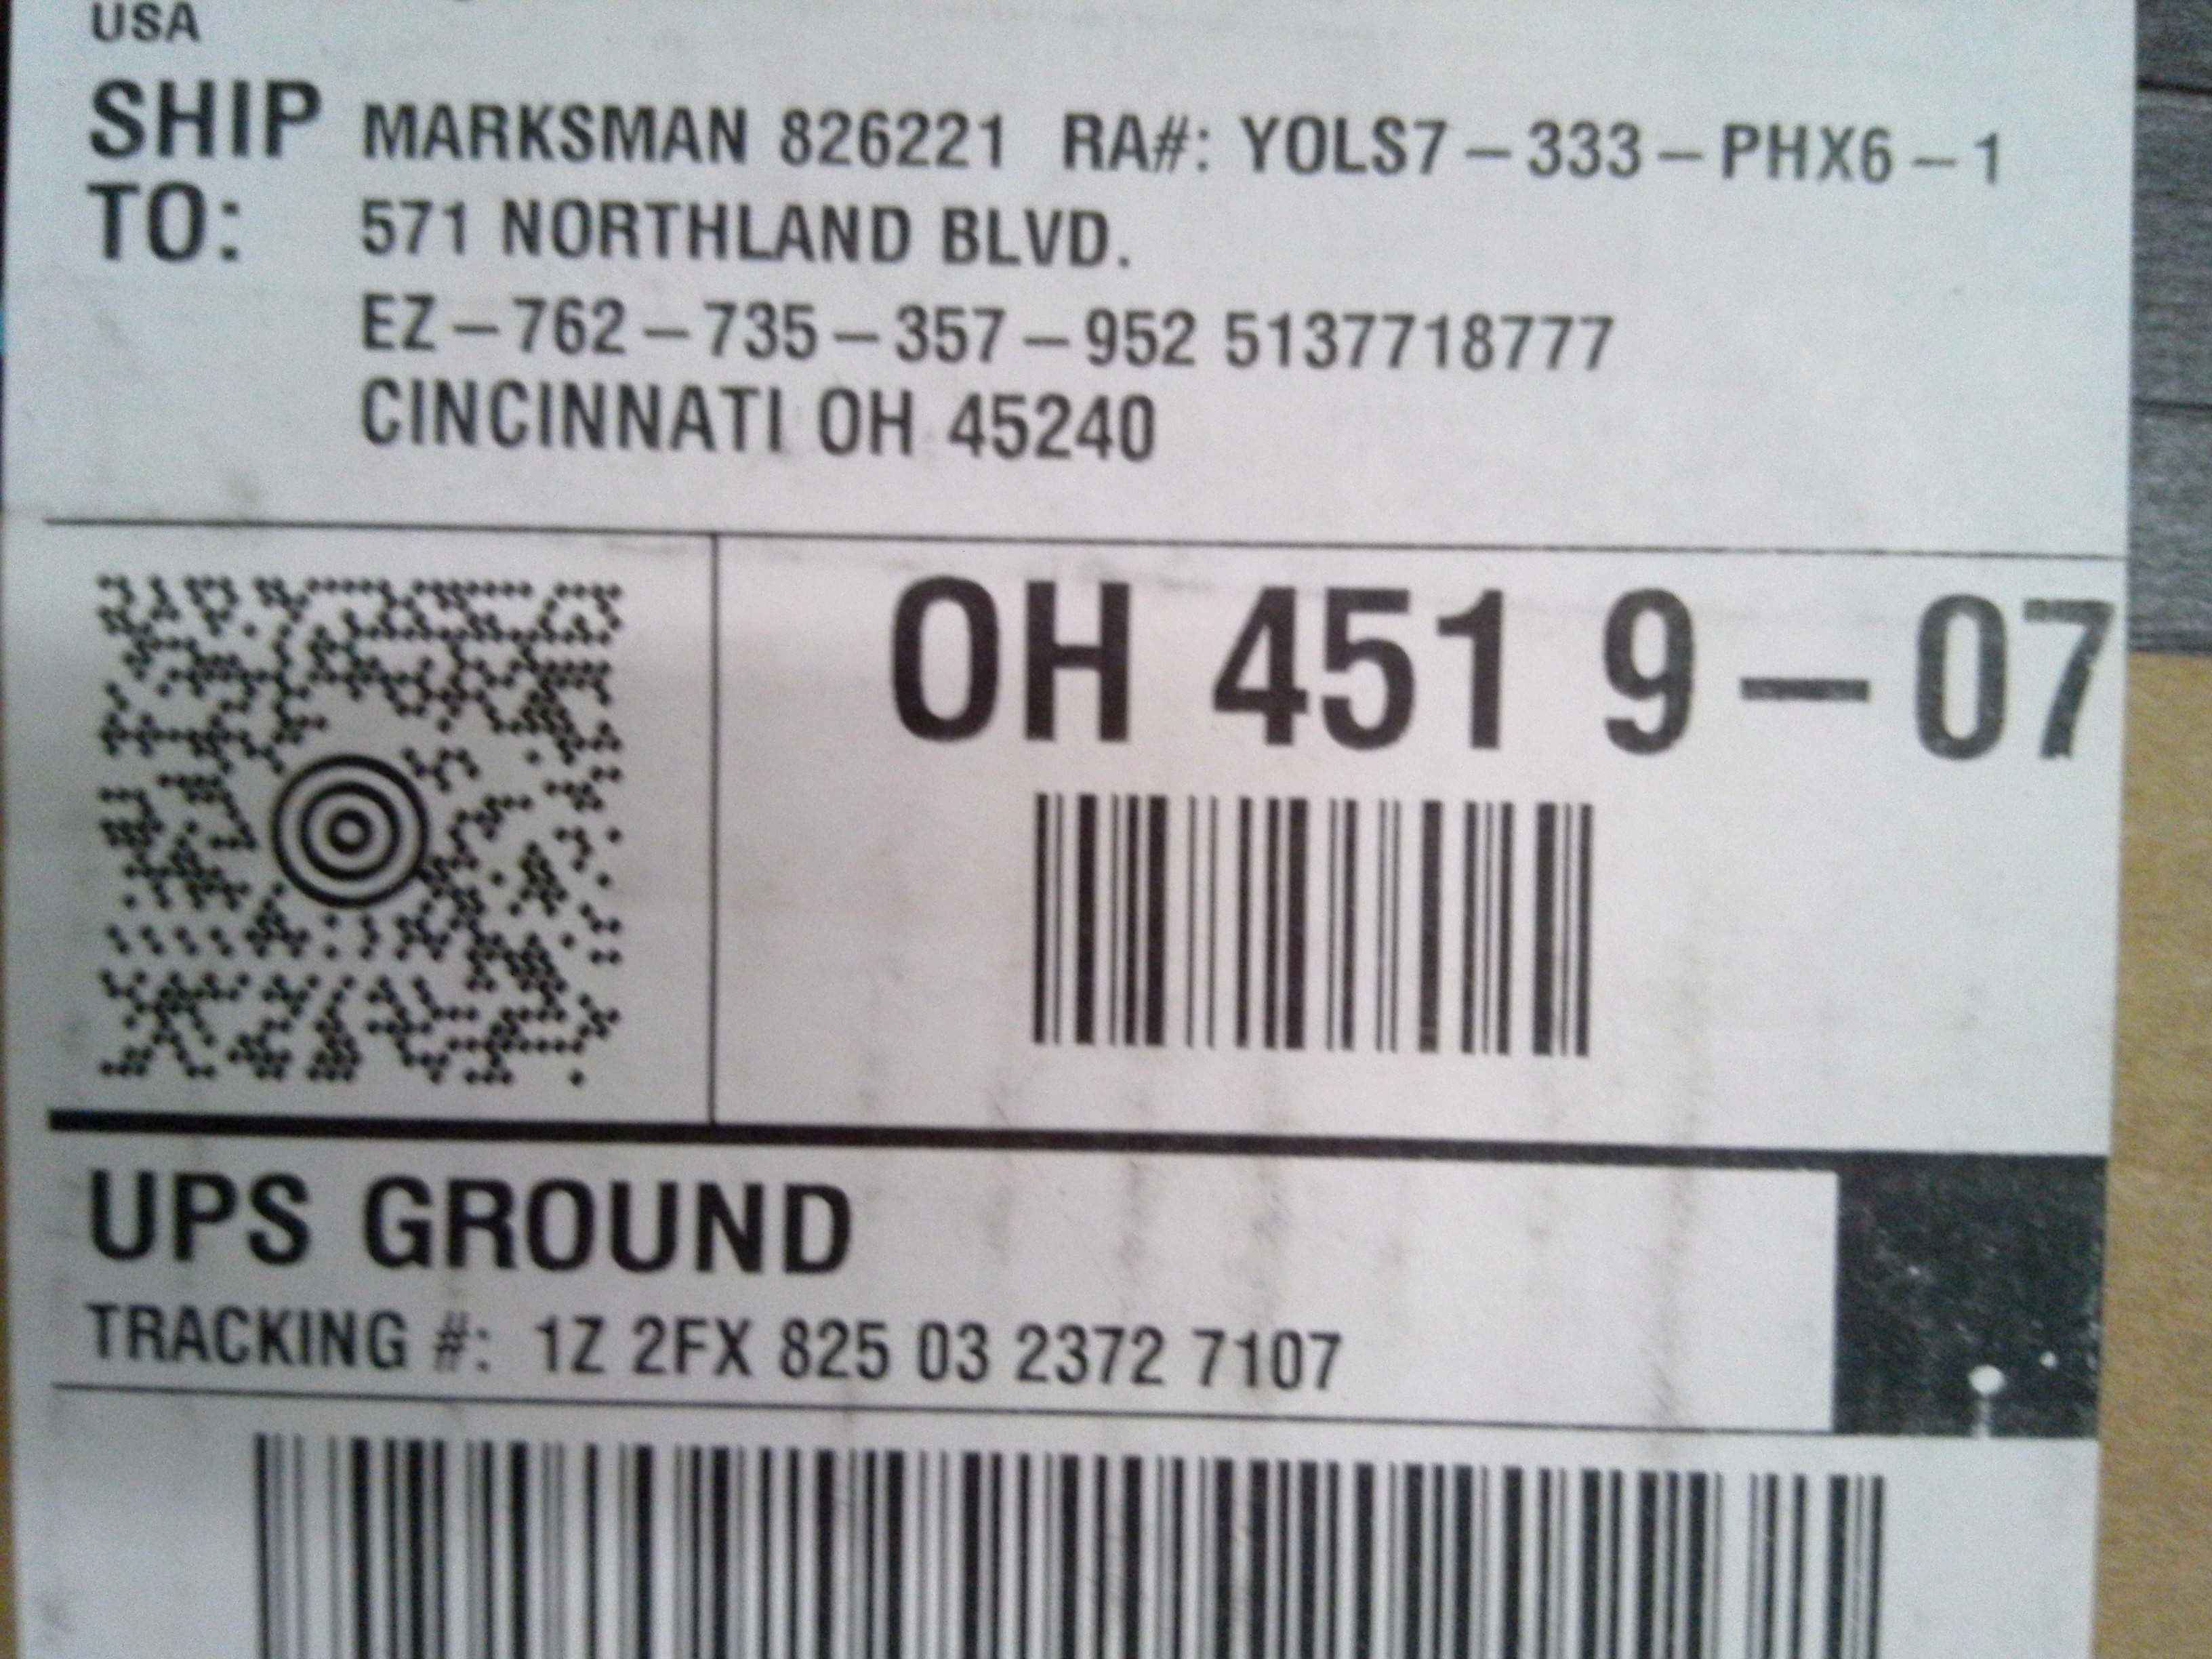 USA
SHIP TO:
MARKSMAN 826221 RA#: YOLS7-333-PHX6-1
571 NORTHLAND BLVD.
EZ-762-735-357-952 5137718777
CINCINNATI OH 45240
OH 451 9-07
UPS GROUND
TRACKING #: 1Z 2FX 825 03 2372 7107